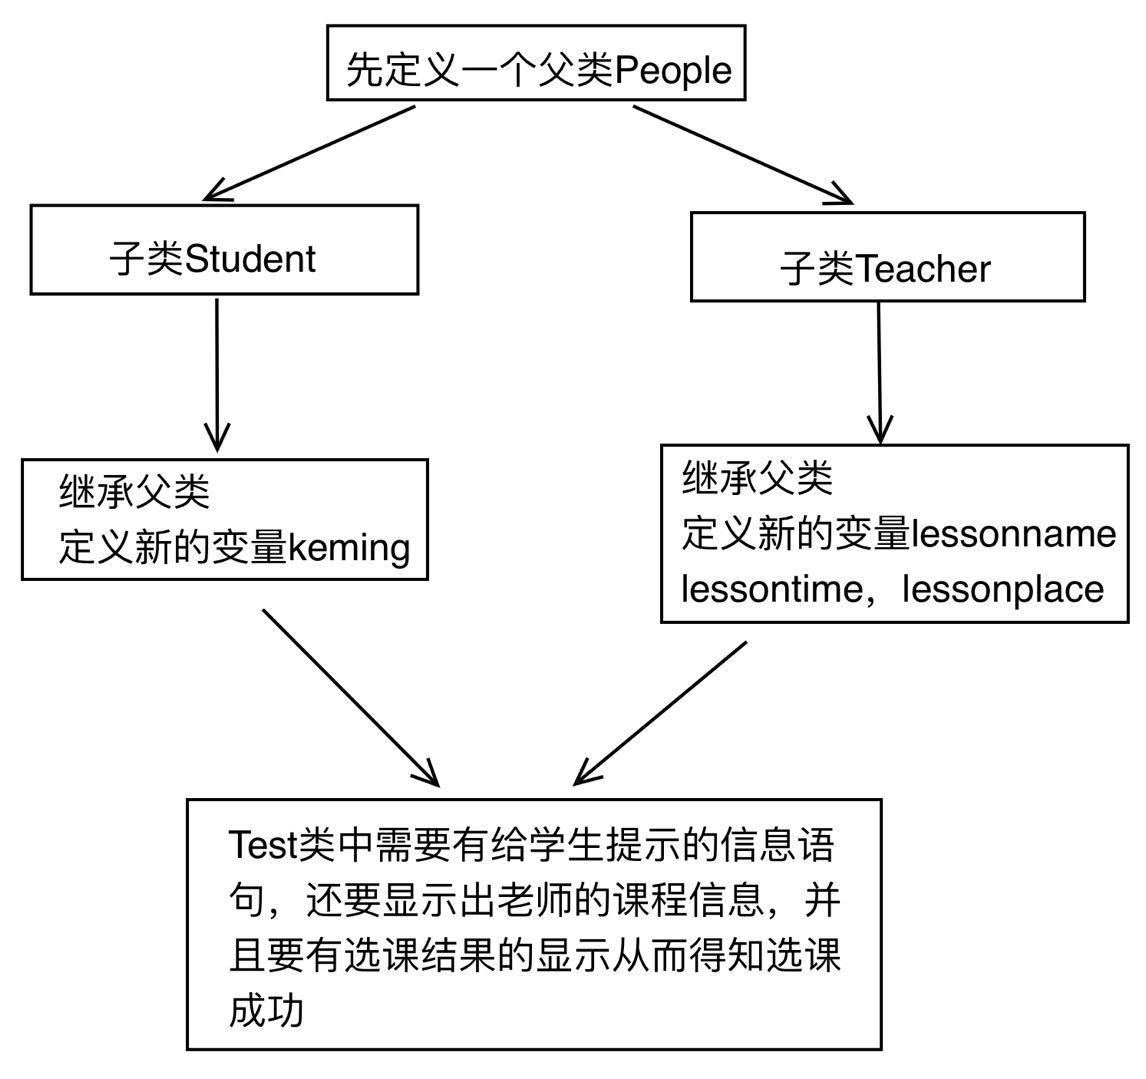 先定义一个父类People
子类Student
子类Teacher
继承父类
定义新的变量keming
继承父类
定义新的变量lessonname
lessontime，lessonplace
Test类中需要有给学生提示的信息语
句，还要显示出老师的课程信息，并
且要有选课结果的显示从而得知选课
成功